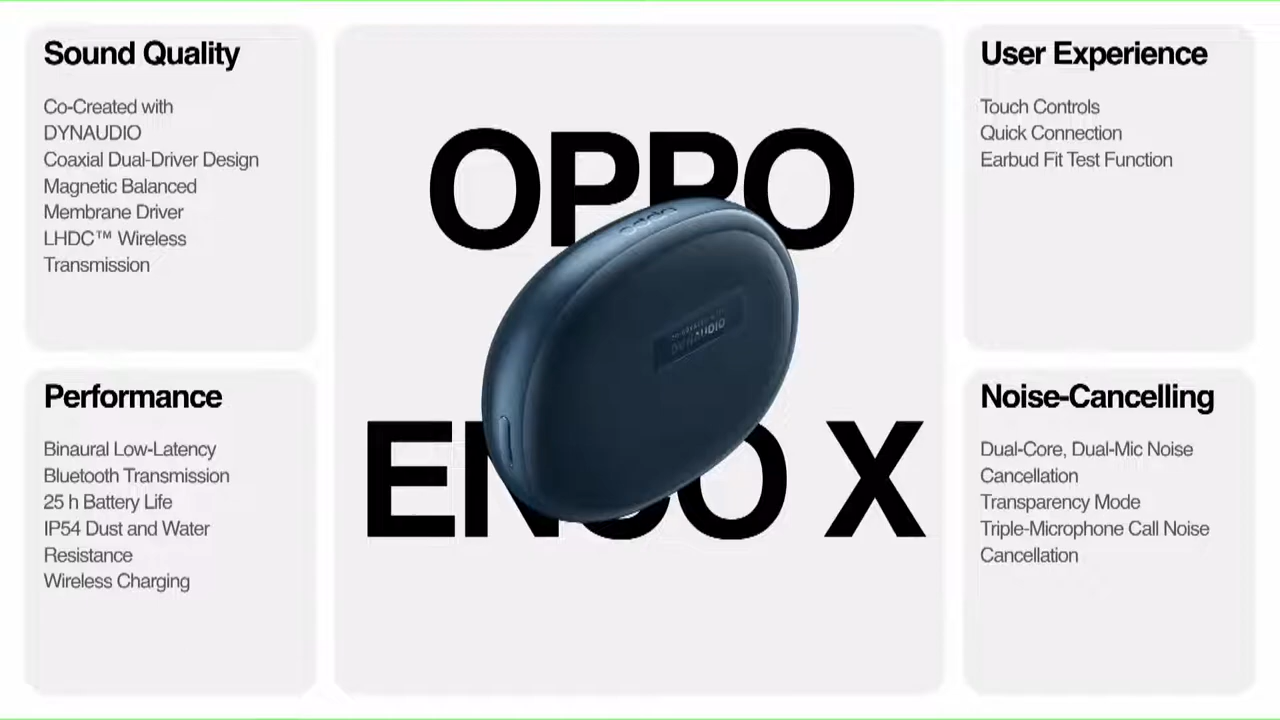 Sound Quality
Co-Created with
DYNAUDIO
Coaxial Dual-Driver Design
Magnetic Balanced
Membrane Driver
LHDC™ Wireless
Transmission
Performance
Binaural Low-Latency
Bluetooth Transmission
25 h Battery Life
IP54 Dust and Water
Resistance
Wireless Charging
OPPO
oppo
DYNAUDIO
ENCO X
User Experience
Touch Controls
Quick Connection
Earbud Fit Test Function
Noise-Cancelling
Dual-Core, Dual-Mic Noise
Cancellation
Transparency Mode
Triple-Microphone Call Noise
Cancellation